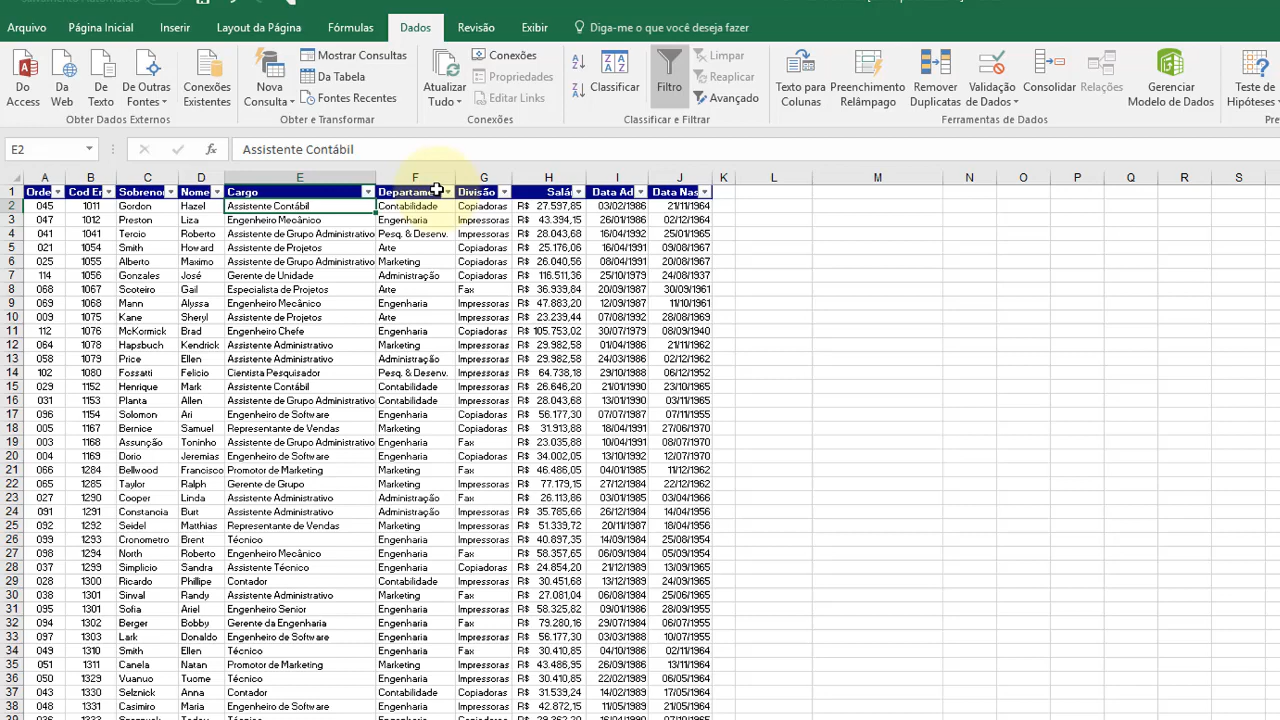 Arquivo Página Inicial Inserir Layout da Página Fórmulas Dados Revisão Exibir Diga-me o que você deseja fazer
Do Access
Da Web
De Texto
De Outras Fontes
Conexões Existentes
Obter Dados Externos
Nova Consulta
Mostrar Consultas
Da Tabela
Fontes Recentes
Obter e Transformar
Atualizar Tudo
Conexões
Propriedades
Editar Links
Conexões
Classificar
Filtro
Limpar
Reaplicar
Avançado
Classificar e Filtrar
Texto para Colunas
Preenchimento Relâmpago
Remover Duplicatas
Validação de Dados
Consolidar
Relações
Gerenciar Modelo de Dados
Ferramentas de Dados
Teste de Hipóteses
E2 fx Assistente Contábil
A B C D E F G H I J K L M N O P Q R S
1 Orde Cod Er Sobreno Nome Cargo Departame Divisão Salá Data Ad Data Nas
2 045 1011 Gordon Hazel Assistente Contábil Contabilidade Copiadoras R$ 27.597,85 03/02/1986 21/11/1964
3 047 1012 Preston Liza Engenheiro Mecânico Engenharia Impressoras R$ 43.394,15 26/01/1986 02/12/1964
4 041 1041 Tercio Roberto Assistente de Grupo Administrativo Pesq. & Desenv. Impressoras R$ 28.043,68 16/04/1992 25/01/1965
5 021 1054 Smith Howard Assistente de Projetos Arte Copiadoras R$ 25.176,06 16/04/1991 09/08/1967
6 025 1055 Alberto Maximo Assistente de Grupo Administrativo Marketing Copiadoras R$ 26.040,56 08/04/1991 20/08/1967
7 114 1056 Gonzales José Gerente de Unidade Administração Copiadoras R$ 116.511,36 25/10/1979 24/08/1937
8 068 1067 Scoteiro Gail Especialista de Projetos Arte Fax R$ 36.939,84 20/09/1987 30/09/1961
9 069 1068 Mann Alyssa Engenheiro Mecânico Engenharia Impressoras R$ 47.883,20 12/09/1987 11/10/1961
10 009 1075 Kane Sheryl Assistente de Projetos Arte Copiadoras R$ 23.239,44 07/08/1992 28/08/1969
11 112 1076 McKormick Brad Engenheiro Chefe Engenharia Impressoras R$ 105.753,02 30/07/1979 08/09/1940
12 064 1078 Hapsbuch Kendrick Assistente Administrativo Marketing Impressoras R$ 29.982,58 01/04/1986 21/11/1962
13 058 1079 Price Ellen Assistente Administrativo Administração Impressoras R$ 29.982,58 24/03/1986 02/12/1962
14 102 1080 Fossatti Felicio Cientista Pesquisador Pesq. & Desenv. Impressoras R$ 64.738,18 29/10/1988 06/12/1952
15 029 1152 Henrique Mark Assistente Contábil Contabilidade Copiadoras R$ 26.646,20 21/01/1990 23/10/1965
16 031 1153 Planta Allen Assistente de Grupo Administrativo Contabilidade Impressoras R$ 28.043,68 13/01/1990 03/11/1965
17 096 1154 Solomon Ari Engenheiro de Software Engenharia Copiadoras R$ 56.177,30 07/07/1987 07/11/1955
18 005 1167 Bernice Samuel Representante de Vendas Marketing Copiadoras R$ 31.913,88 18/04/1991 27/06/1970
19 003 1168 Assunção Toninho Assistente de Grupo Administrativo Engenharia Fax R$ 23.035,88 10/04/1991 08/07/1970
20 004 1169 Dorio Jeremias Engenheiro de Software Engenharia Fax R$ 34.002,05 13/10/1992 12/07/1970
21 066 1284 Bellwood Francisco Promotor de Marketing Marketing Fax R$ 46.486,05 04/01/1985 11/12/1962
22 065 1285 Taylor Ralph Gerente de Grupo Marketing Impressoras R$ 77.179,31 27/12/1984 22/12/1962
23 027 1290 Cooper Linda Assistente Administrativo Administração Fax R$ 26.113,86 03/01/1985 03/04/1966
24 091 1291 Constancia Burt Assistente Administrativo Administração Copiadoras R$ 35.785,66 26/12/1984 14/04/1956
25 092 1292 Seidel Matthias Representante de Vendas Marketing Impressoras R$ 51.339,72 20/11/1987 18/04/1956
26 099 1293 Cronometro Brent Técnico Engenharia Impressoras R$ 40.897,35 14/09/1984 25/08/1954
27 098 1294 North Roberto Engenheiro Mecânico Engenharia Fax R$ 58.357,65 06/09/1984 05/09/1954
28 037 1299 Simplicio Sandra Assistente Técnico Engenharia Copiadoras R$ 24.854,20 21/12/1989 13/09/1965
29 028 1300 Ricardo Phillipe Contador Contabilidade Impressoras R$ 30.451,68 13/12/1989 24/09/1965
30 038 1301 Sinval Randy Assistente Administrativo Marketing Impressoras R$ 27.081,04 06/08/1984 28/09/1965
31 095 1301 Sofia Ariel Engenheiro Senior Engenharia Impressoras R$ 58.325,82 09/01/1986 28/09/1955
32 094 1302 Berger Bobby Gerente da Engenharia Engenharia Fax R$ 79.280,16 29/07/1984 03/10/1955
33 097 1303 Lark Donaldo Engenheiro de Software Engenharia Impressoras R$ 56.177,30 03/03/1988 10/07/1955
34 049 1310 Smith Ellen Técnico Engenharia Impressoras R$ 30.410,85 04/10/1985 02/11/1964
35 051 1311 Canela Natan Promotor de Marketing Marketing Impressoras R$ 43.486,95 26/09/1986 13/11/1964
36 050 1329 Vuanuo Tuome Técnico Engenharia Impressoras R$ 31.432,70 22/02/1986 06/05/1964
37 043 1330 Selznick Anna Contador Contabilidade Copiadoras R$ 31.539,24 14/02/1986 17/05/1964
38 048 1331 Casimiro Maria Engenheiro de Software Engenharia Impressoras R$ 42.872,15 11/05/1989 21/05/1964